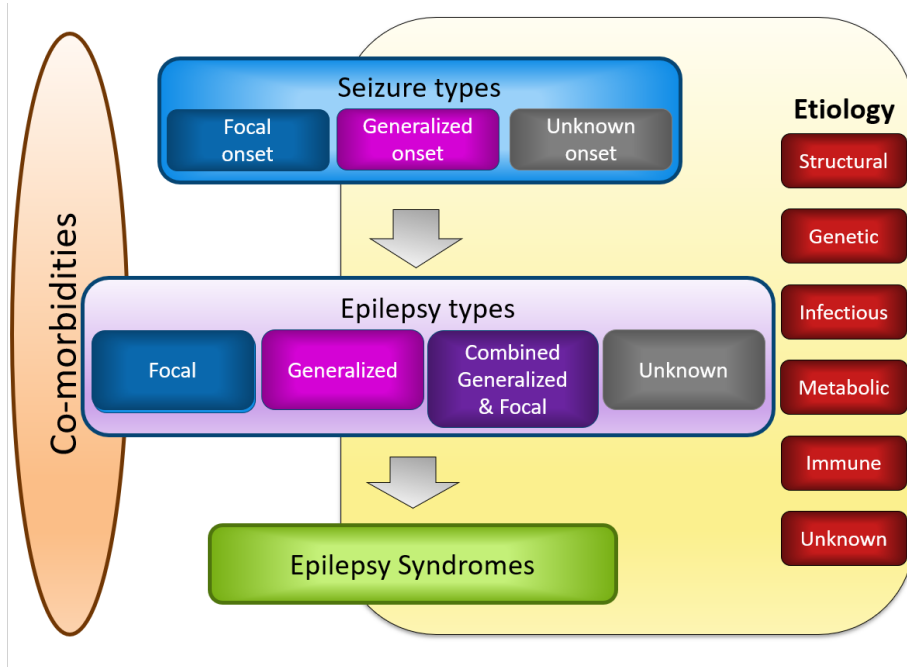 Co-morbidities
Seizure types
Focal
onset
Generalized
onset
Unknown
onset
Epilepsy types
Focal
Generalized
Combined
Generalized
& Focal
Unknown
Epilepsy Syndromes
Etiology
Structural
Genetic
Infectious
Metabolic
Immune
Unknown